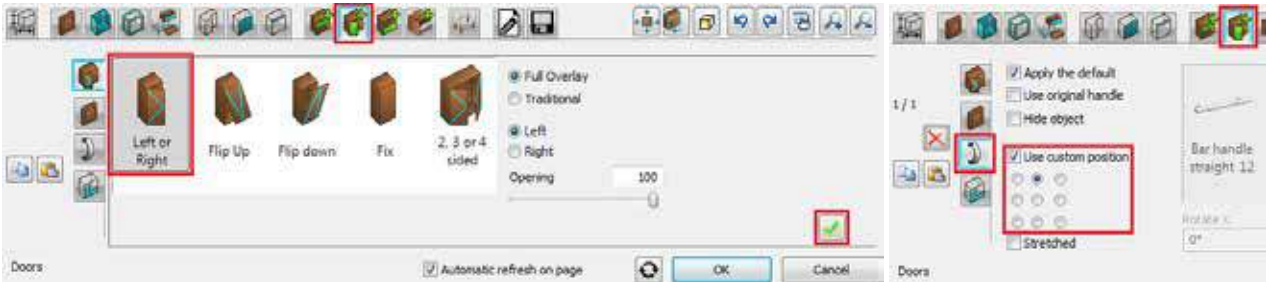 Left or
Right
Flip Up
Flip down
Fix
2, 3 or 4
sided
Full Overlay
Traditional
Left
Right
Opening
100
Doors
Automatic refresh on page
OK
Cancel
1/1
Apply the default
Use original handle
Hide object
Use custom position
Stretched
Bar handle
straight 12
Rotate X:
0°
Doors